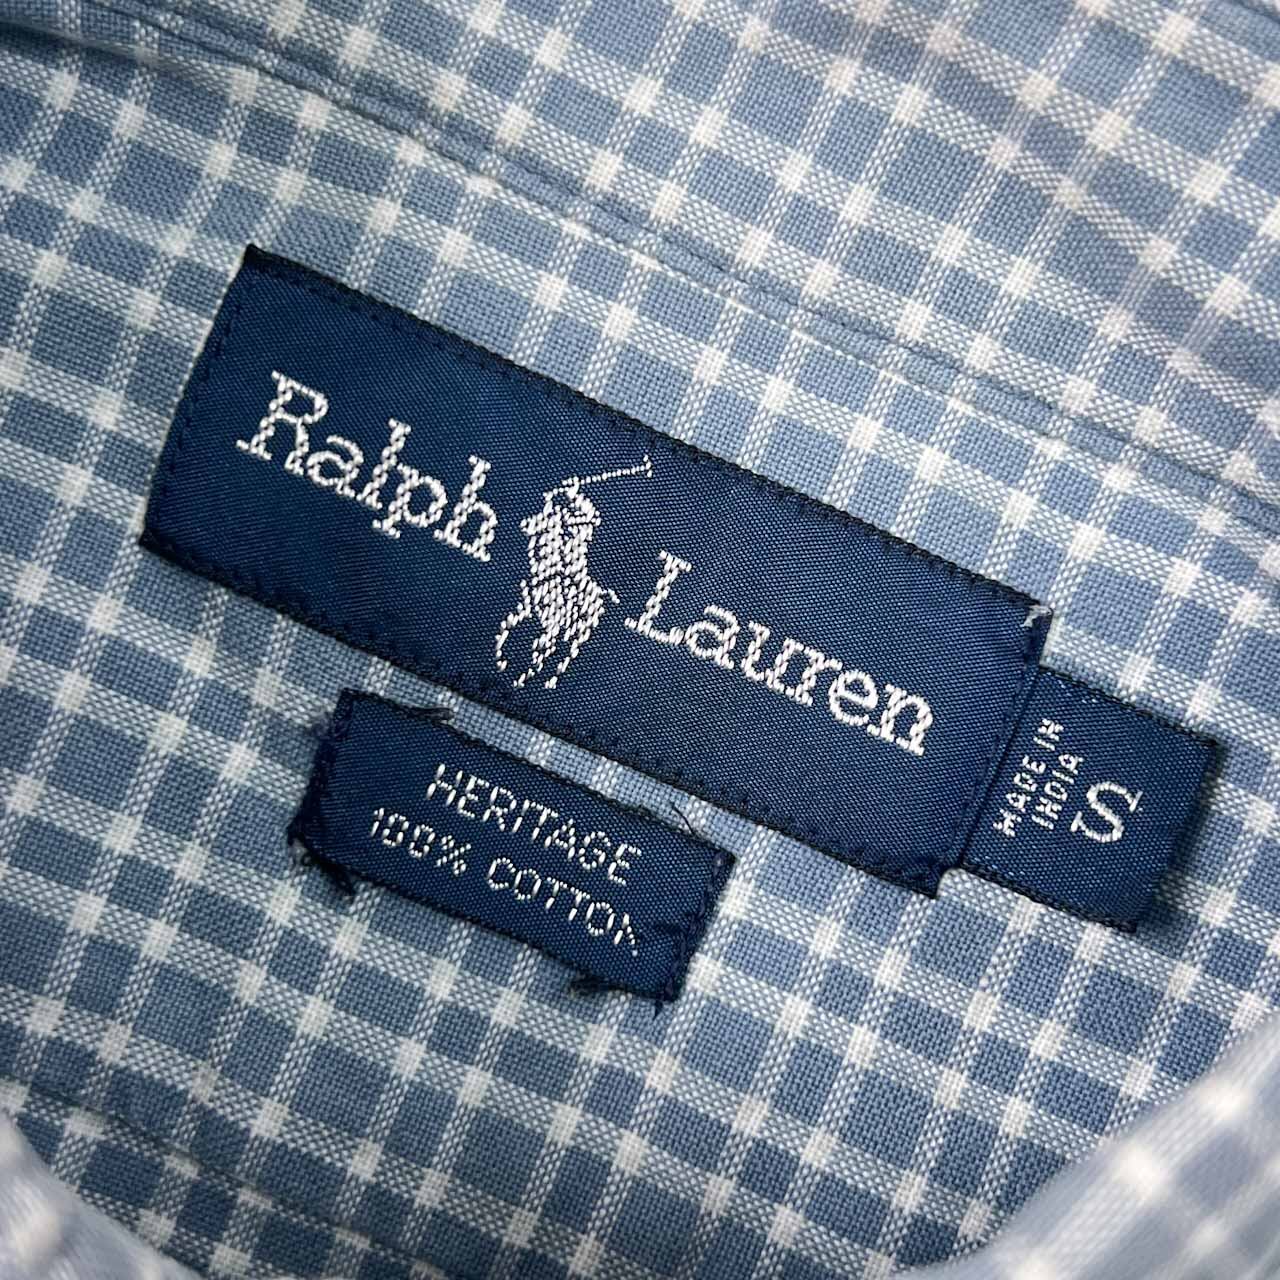 Ralph Lauren
MADE IN
INDIA
S
HERITAGE
100% COTTON